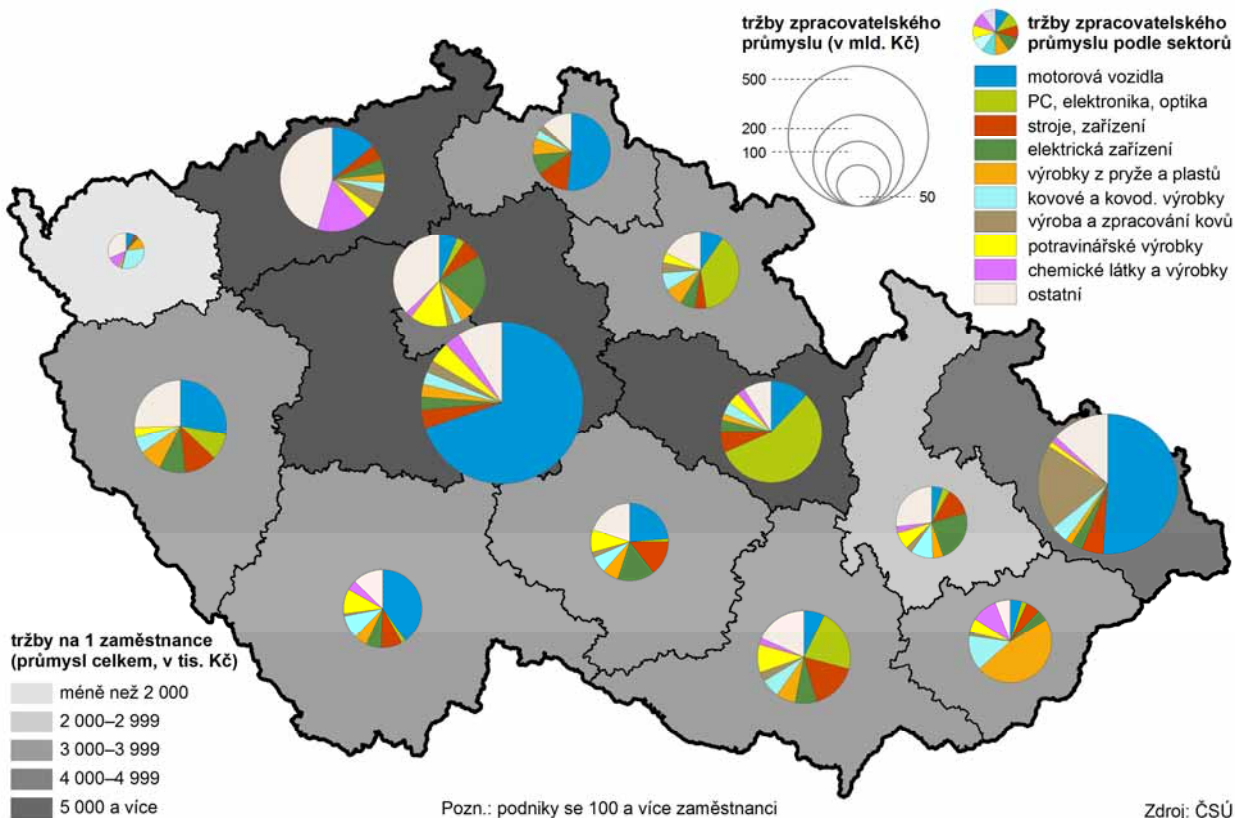 tržby zpracovatelského
průmyslu (v mld. Kč)
500
200
100
50
tržby zpracovatelského
průmyslu podle sektorů
motorová vozidla
PC, elektronika, optika
stroje, zařízení
elektrická zařízení
výrobky z pryže a plastů
kovové a kovod. výrobky
výroba a zpracování kovů
potravinářské výrobky
chemické látky a výrobky
ostatní
tržby na 1 zaměstnance
(průmysl celkem, v tis. Kč)
méně než 2 000
2 000–2 999
3 000–3 999
4 000–4 999
5 000 a více
Pozn.: podniky se 100 a více zaměstnanci
Zdroj: ČSÚ